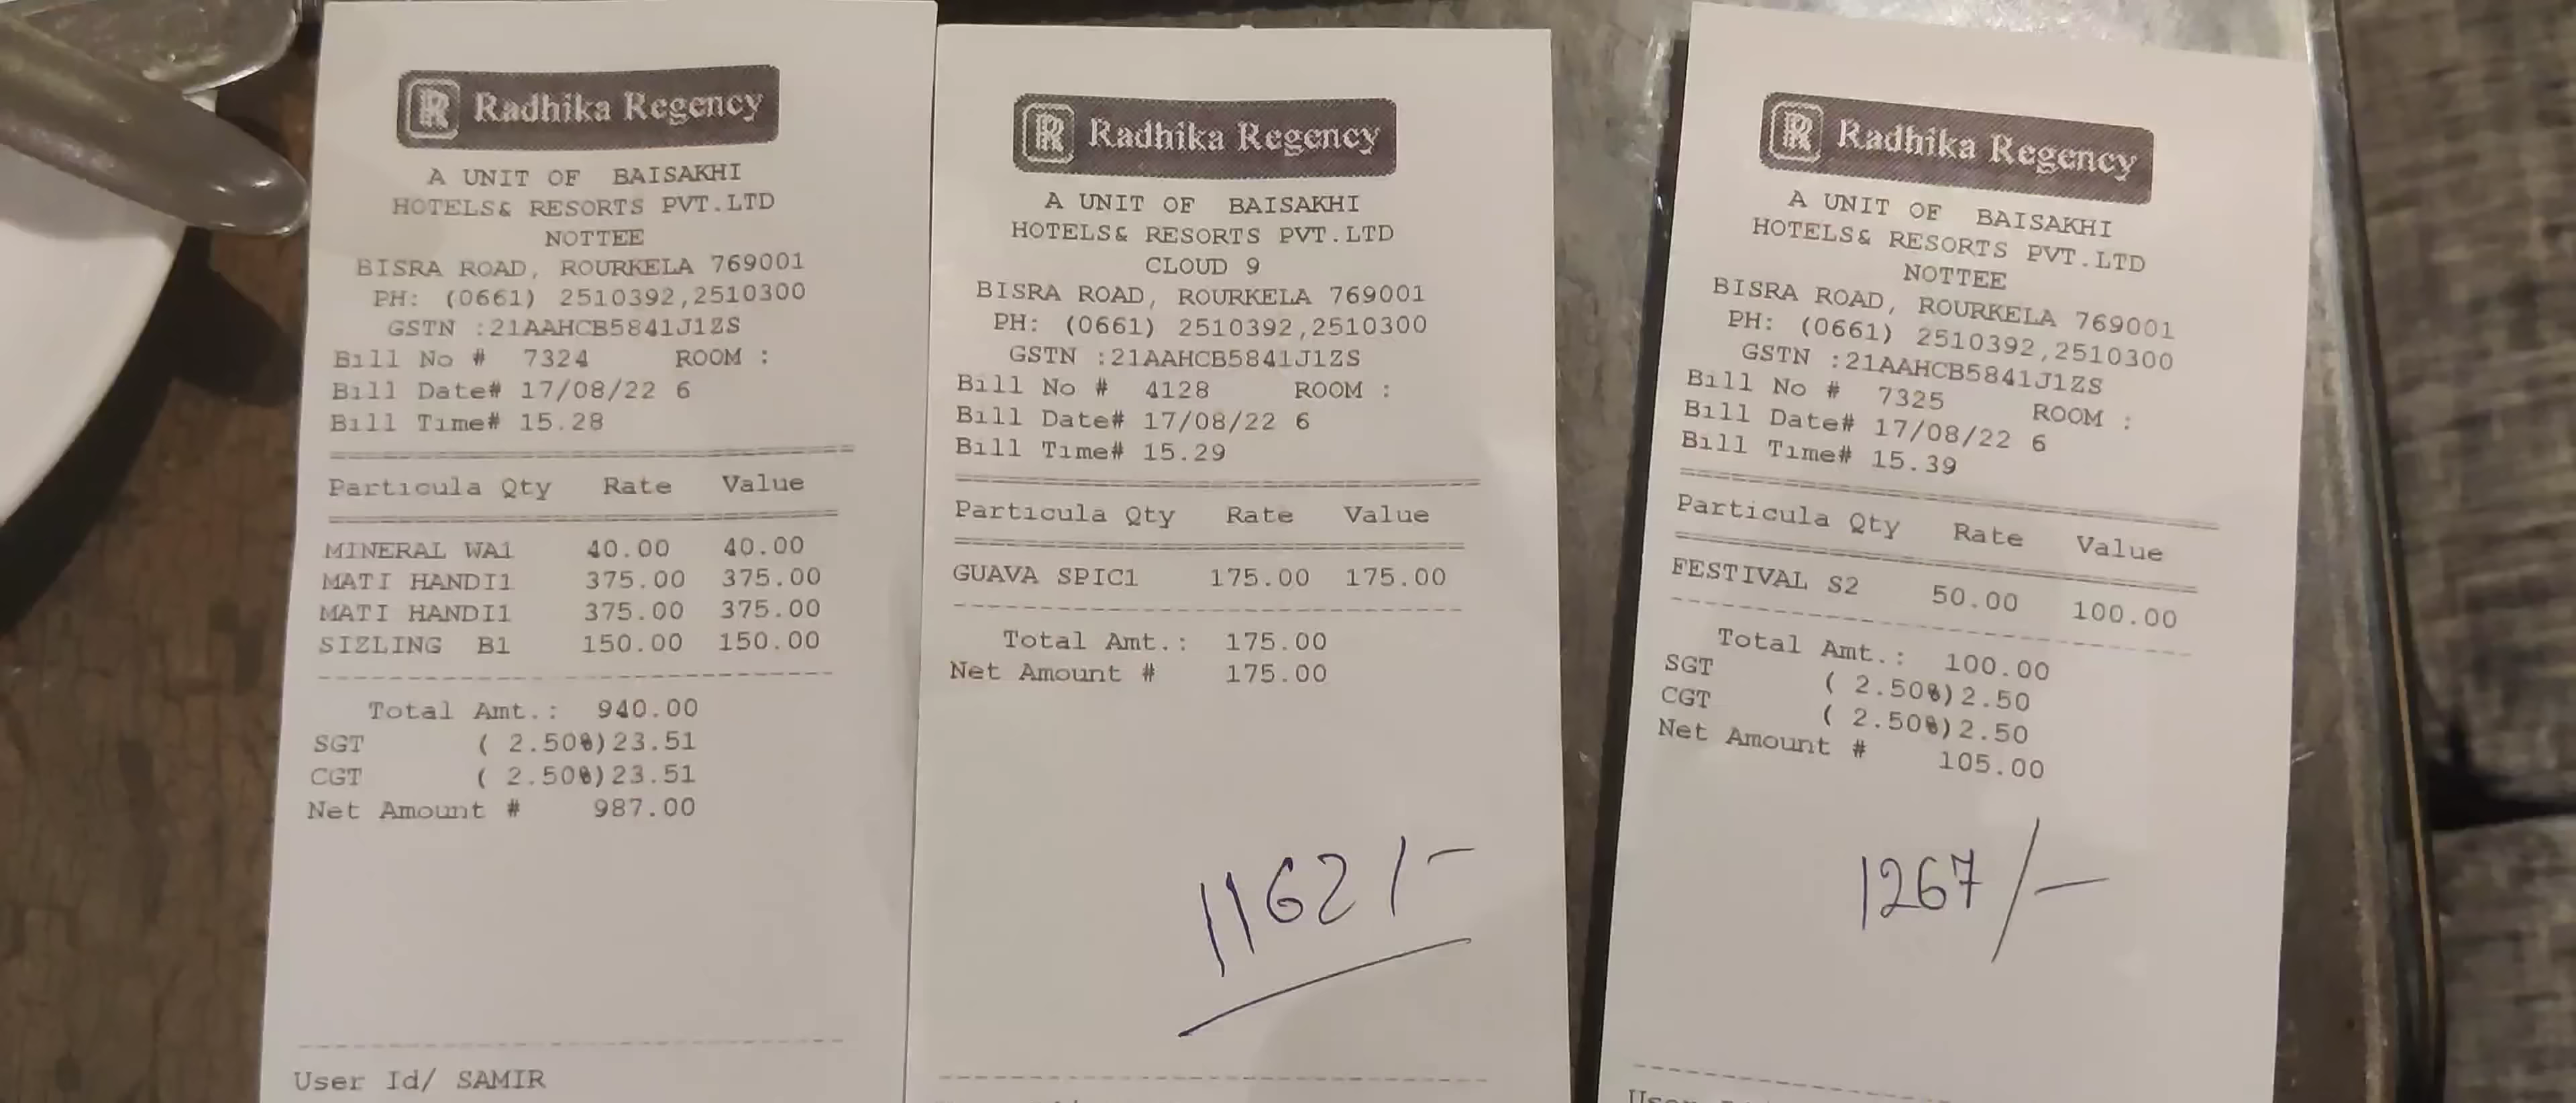 Radhika Regency
A UNIT OF BAISAKHI
HOTELS& RESORTS PVT.LTD
NOTTEE
BISRA ROAD, ROURKELA 769001
PH: (0661) 2510392,2510300
GSTN :21AAHCB5841J1ZS
Bill No # 7324 ROOM :
Bill Date# 17/08/22 6
Bill Time# 15.28
Particula Qty Rate Value
MINERAL WA1 40.00 40.00
MATI HANDI1 375.00 375.00
MATI HANDI1 375.00 375.00
SIZLING B1 150.00 150.00
Total Amt.: 940.00
SGT ( 2.50%)23.51
CGT ( 2.50%)23.51
Net Amount # 987.00
User Id/ SAMIR
Radhika Regency
A UNIT OF BAISAKHI
HOTELS& RESORTS PVT.LTD
CLOUD 9
BISRA ROAD, ROURKELA 769001
PH: (0661) 2510392,2510300
GSTN :21AAHCB5841J1ZS
Bill No # 4128 ROOM :
Bill Date# 17/08/22 6
Bill Time# 15.29
Particula Qty Rate Value
GUAVA SPIC1 175.00 175.00
Total Amt.: 175.00
Net Amount # 175.00
1162/-
Radhika Regency
A UNIT OF BAISAKHI
HOTELS& RESORTS PVT.LTD
NOTTEE
BISRA ROAD, ROURKELA 769001
PH: (0661) 2510392,2510300
GSTN :21AAHCB5841J1ZS
Bill No # 7325 ROOM :
Bill Date# 17/08/22 6
Bill Time# 15.39
Particula Qty Rate Value
FESTIVAL S2 50.00 100.00
Total Amt.: 100.00
SGT ( 2.50%)2.50
CGT ( 2.50%)2.50
Net Amount # 105.00
1267/-